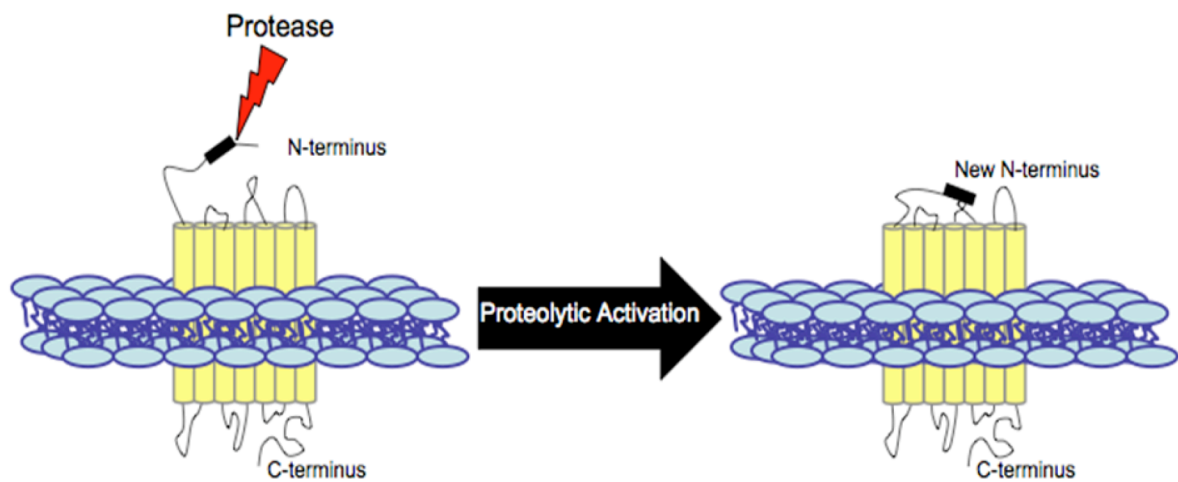 Protease
N-terminus
New N-terminus
Proteolytic Activation
C-terminus
C-terminus